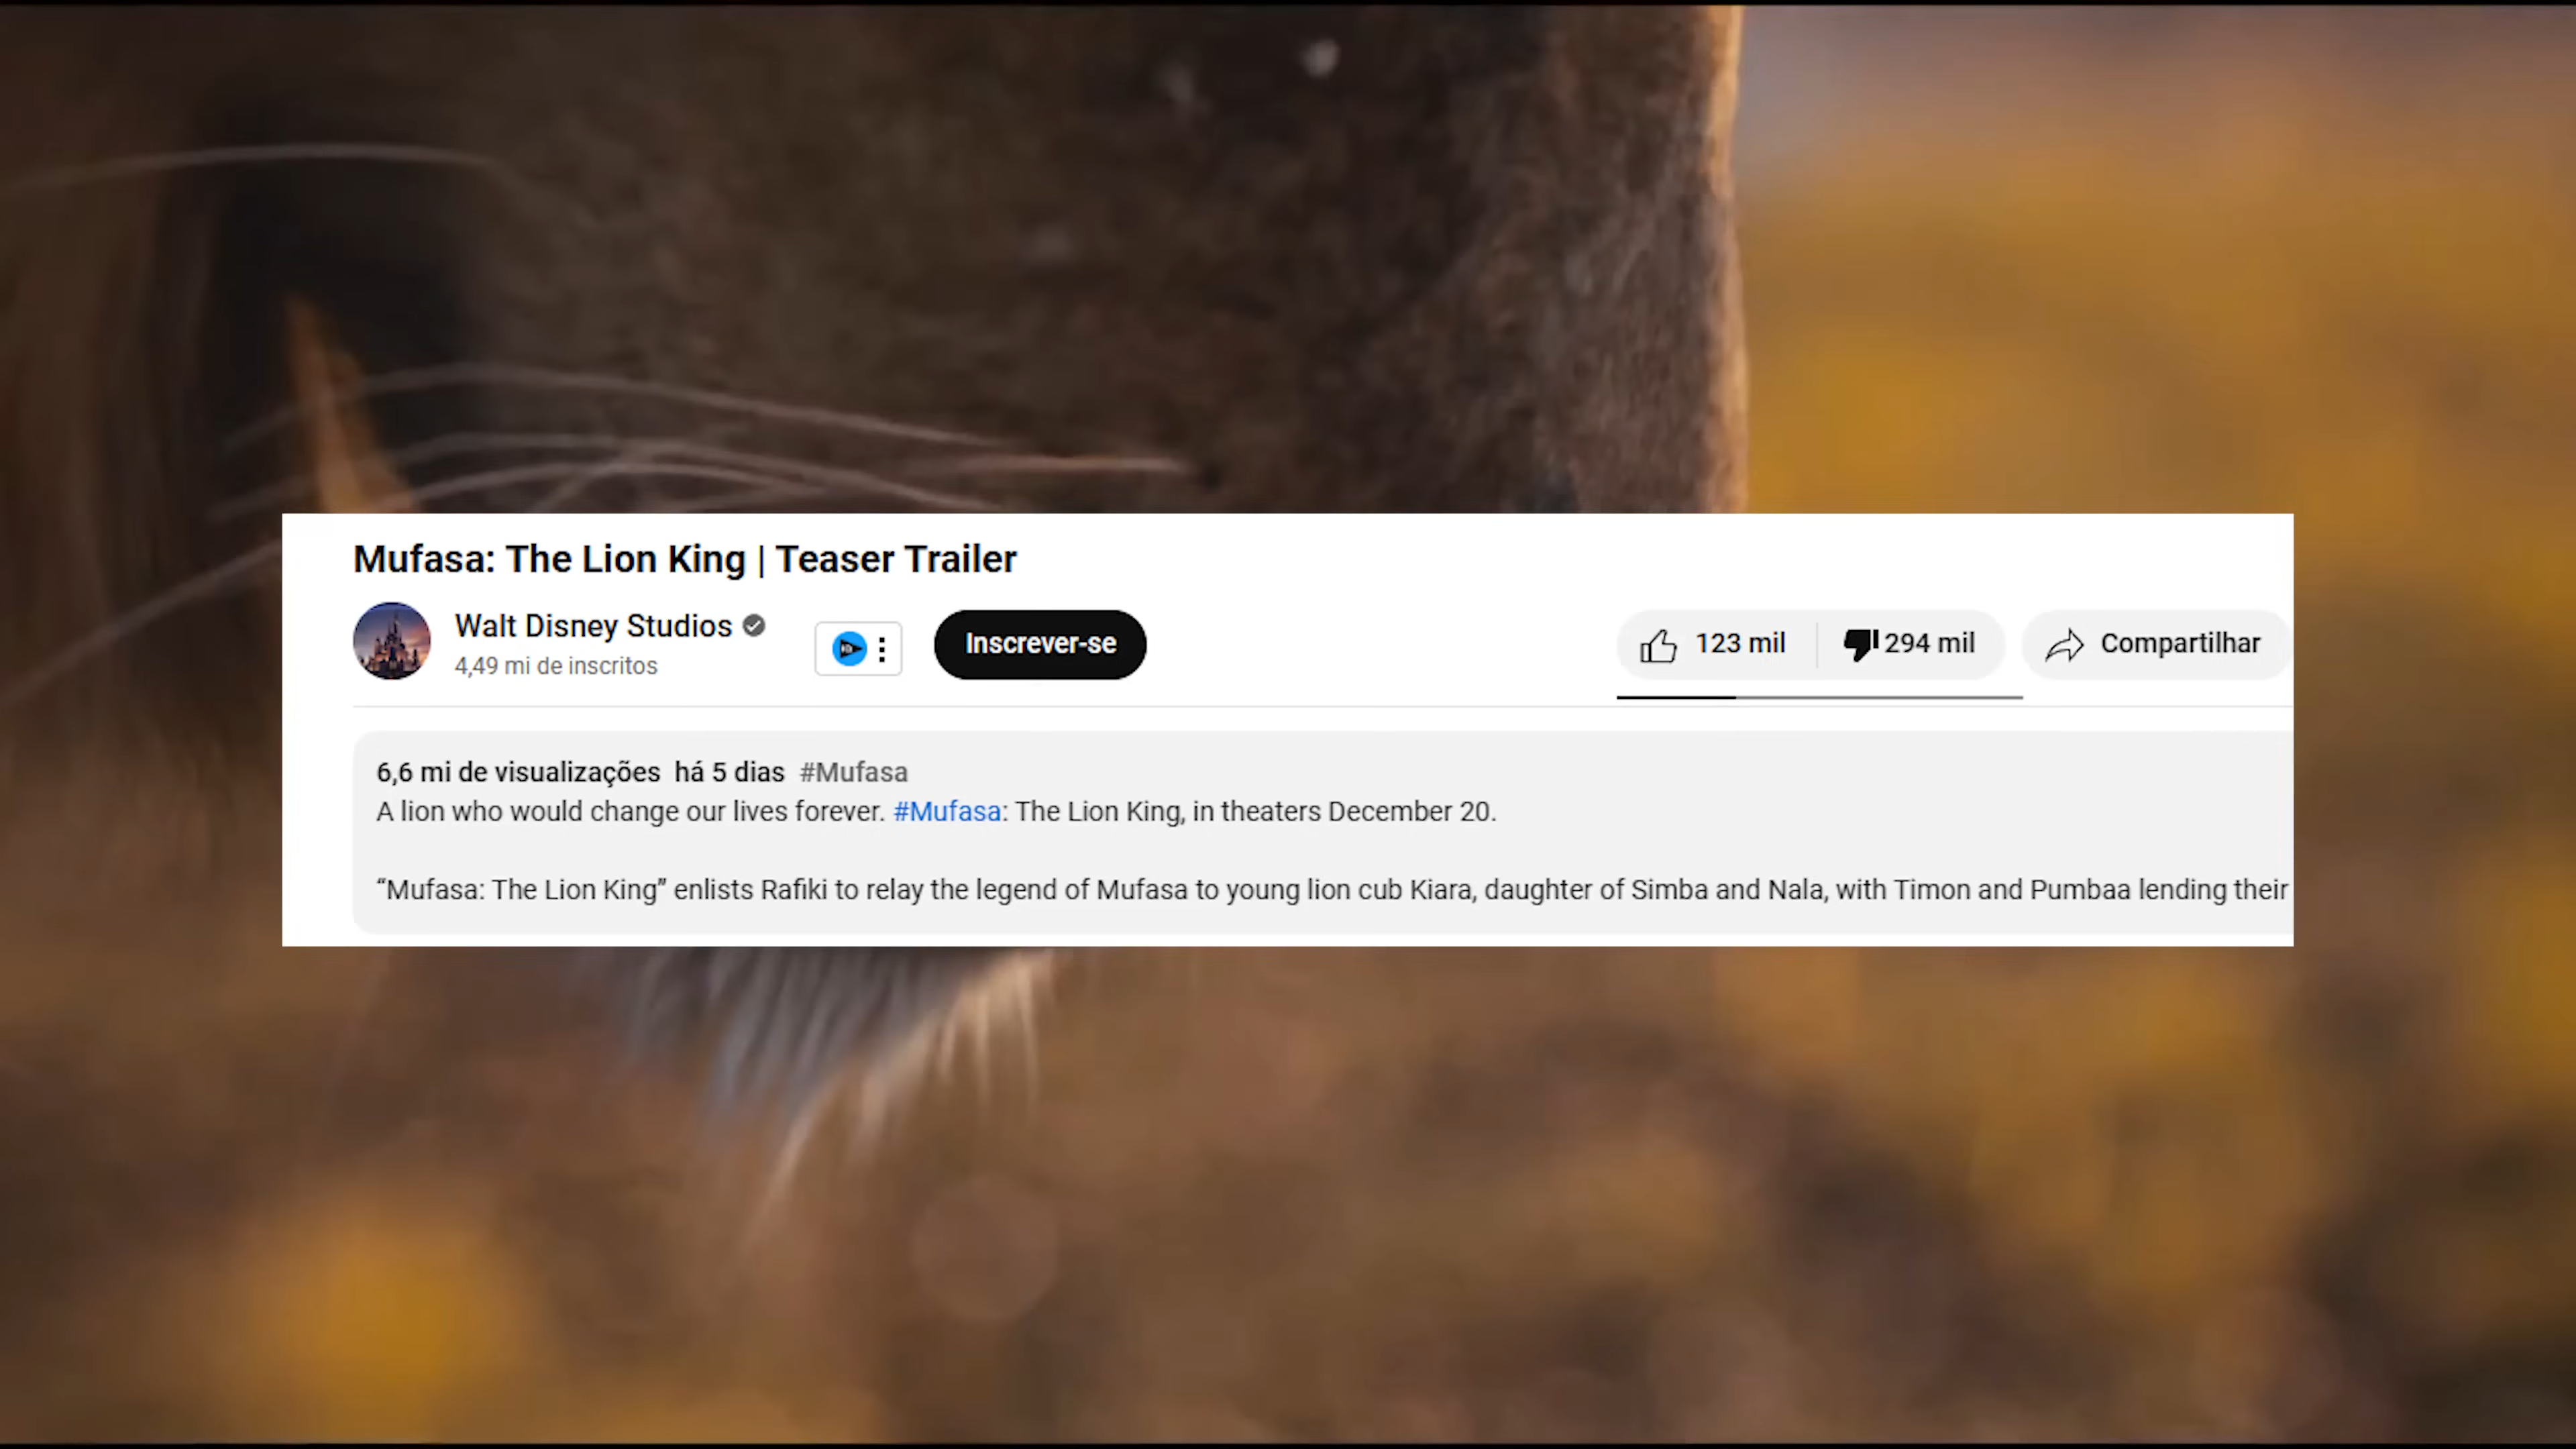 Mufasa: The Lion King | Teaser Trailer
Walt Disney Studios
4,49 mi de inscritos
Inscrever-se
123 mil
294 mil
Compartilhar
6,6 mi de visualizações há 5 dias #Mufasa
A lion who would change our lives forever. #Mufasa: The Lion King, in theaters December 20.
“Mufasa: The Lion King” enlists Rafiki to relay the legend of Mufasa to young lion cub Kiara, daughter of Simba and Nala, with Timon and Pumbaa lending their